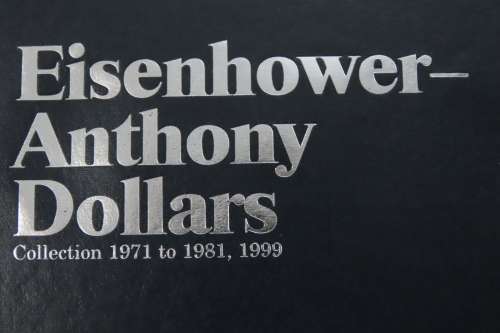 Eisenhower–
Anthony
Dollars
Collection 1971 to 1981, 1999